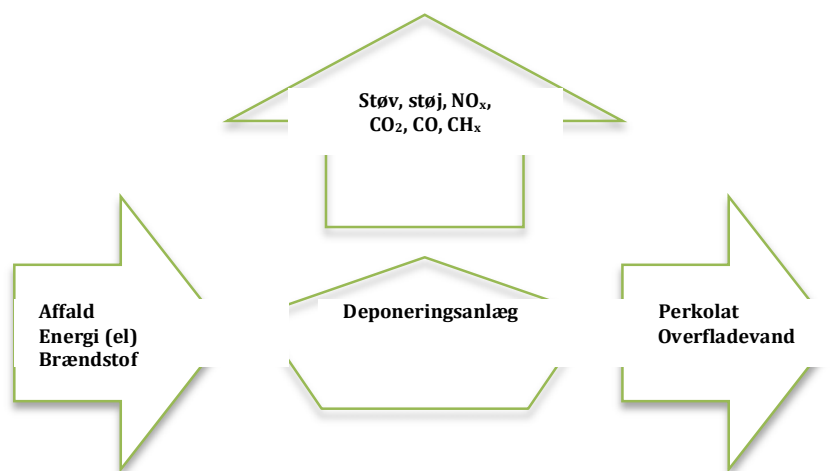 Støv, støj, NOₓ,
CO₂, CO, CHₓ
Affald
Energi (el)
Brændstof
Deponeringsanlæg
Perkolat
Overfladevand